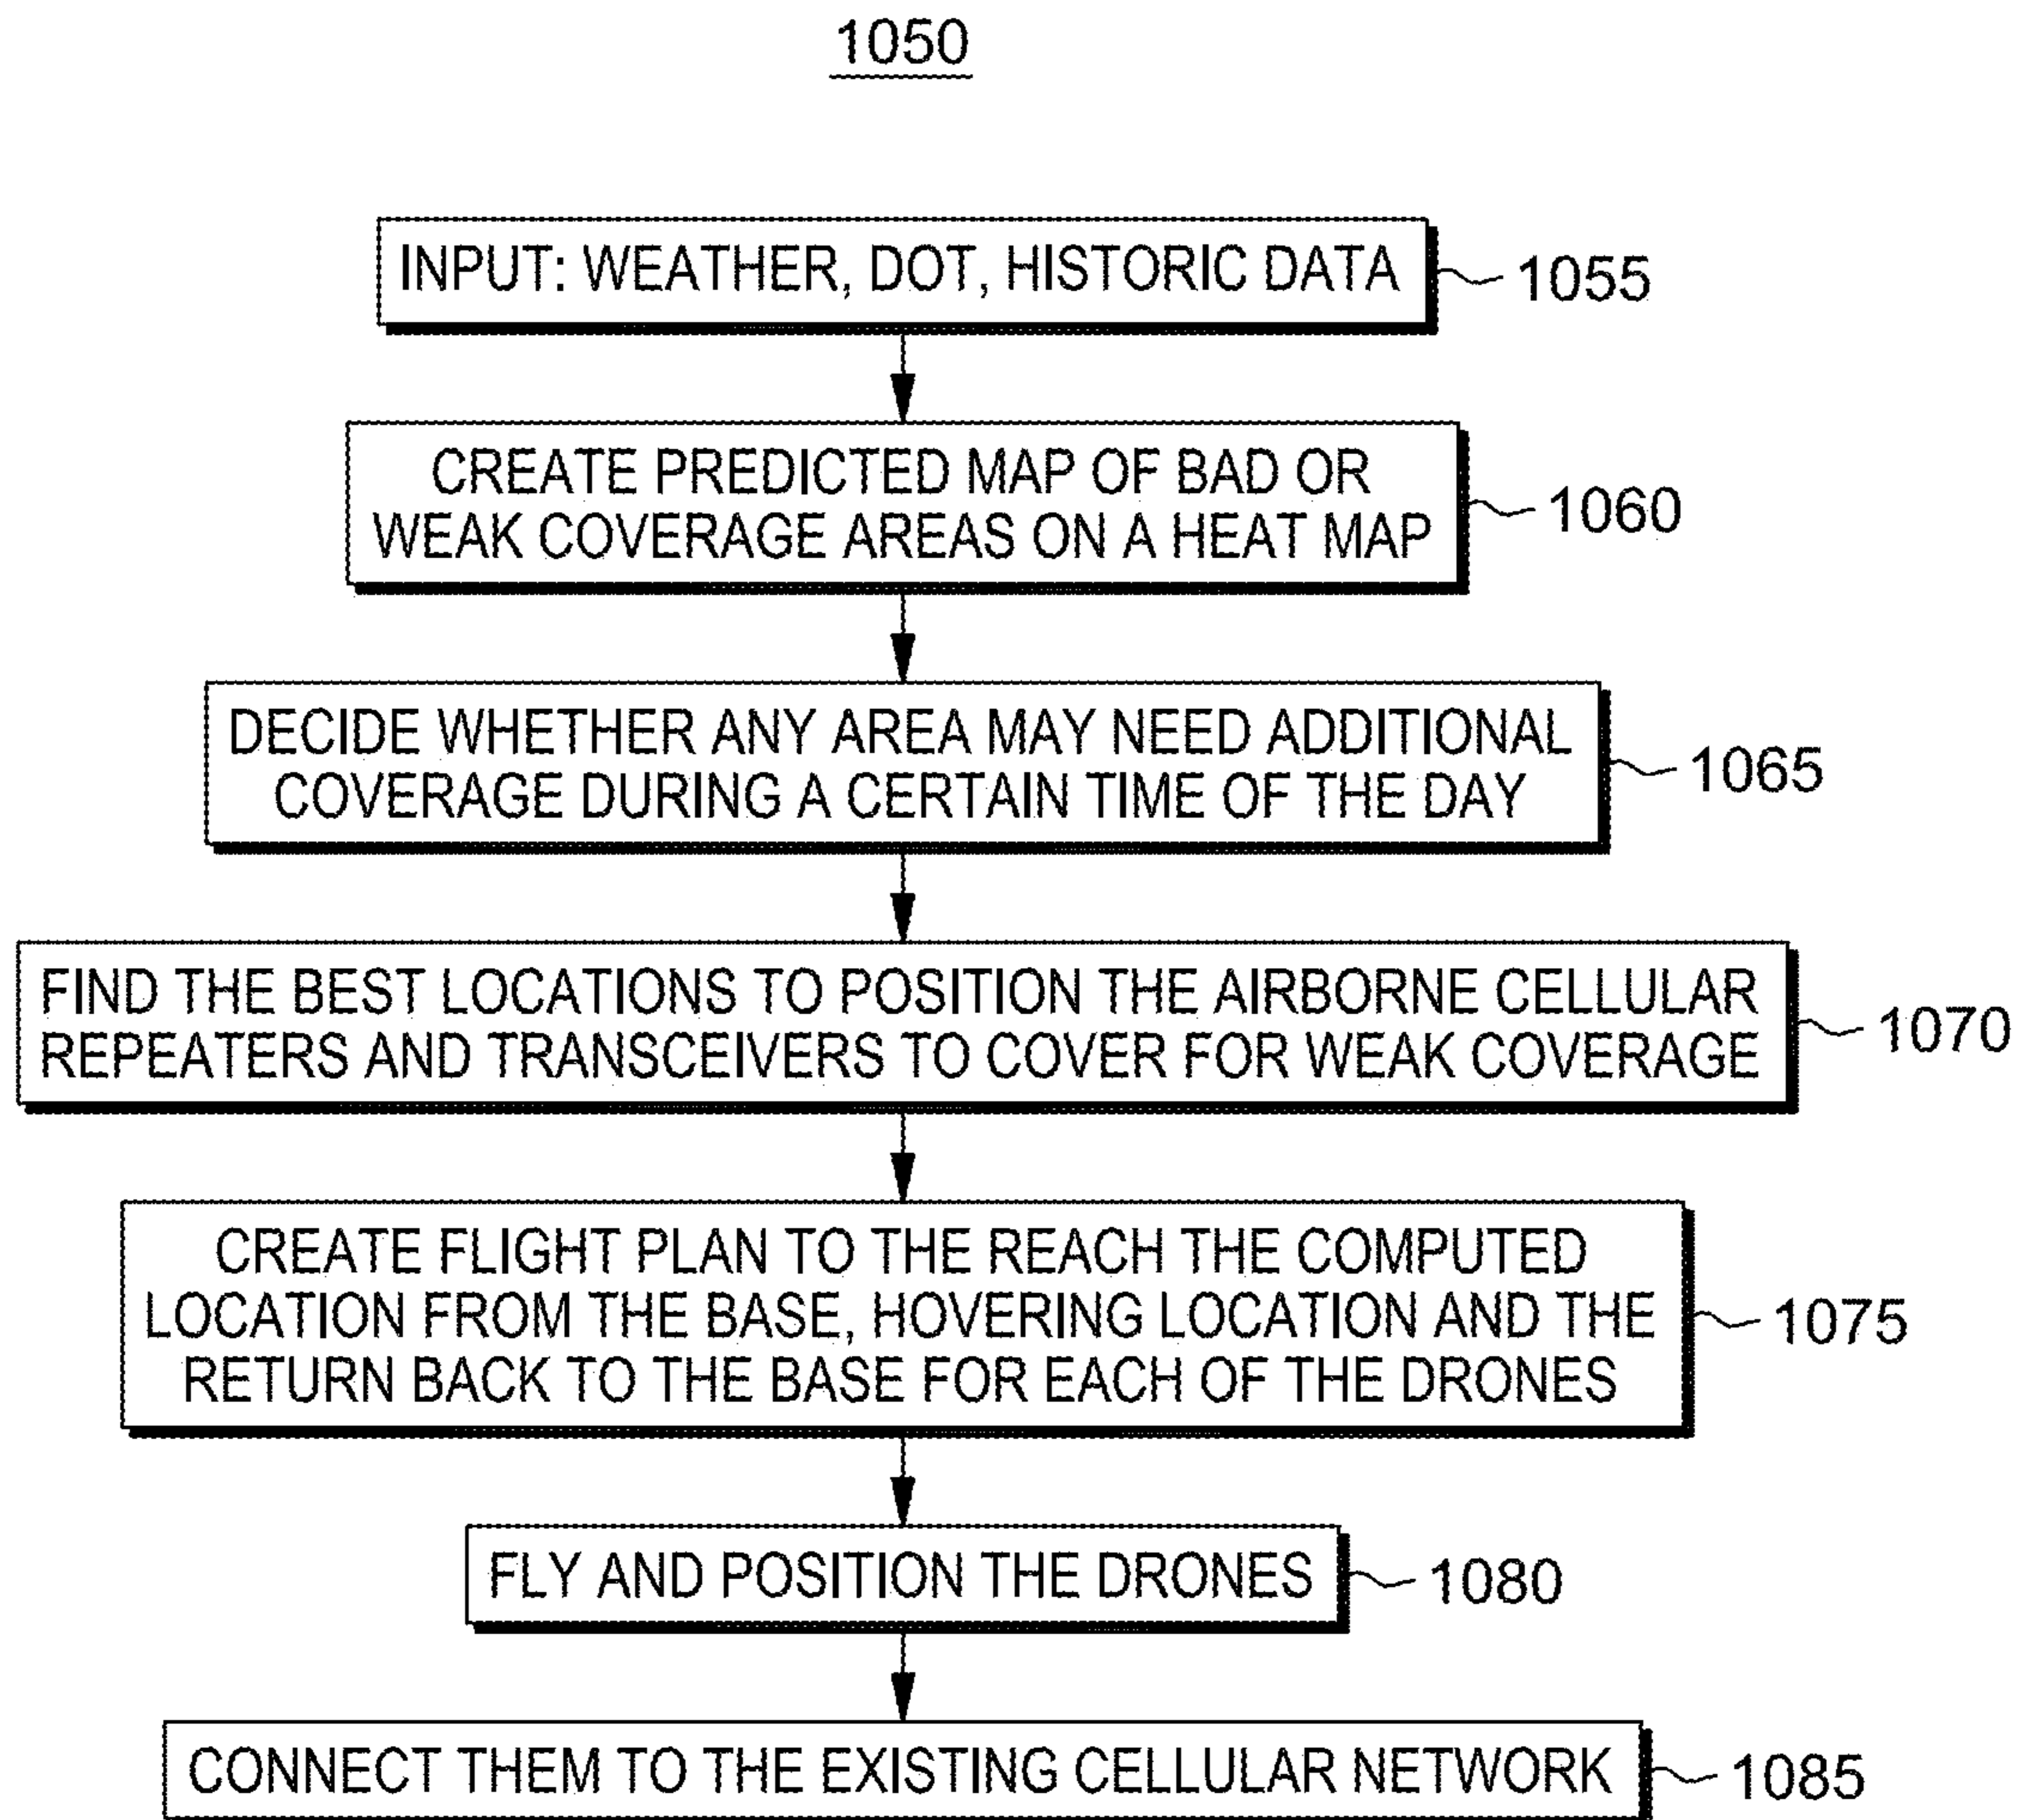 1050
INPUT: WEATHER, DOT, HISTORIC DATA
1055
CREATE PREDICTED MAP OF BAD OR
WEAK COVERAGE AREAS ON A HEAT MAP
1060
DECIDE WHETHER ANY AREA MAY NEED ADDITIONAL
COVERAGE DURING A CERTAIN TIME OF THE DAY
1065
FIND THE BEST LOCATIONS TO POSITION THE AIRBORNE CELLULAR
REPEATERS AND TRANSCEIVERS TO COVER FOR WEAK COVERAGE
1070
CREATE FLIGHT PLAN TO THE REACH THE COMPUTED
LOCATION FROM THE BASE, HOVERING LOCATION AND THE
RETURN BACK TO THE BASE FOR EACH OF THE DRONES
1075
FLY AND POSITION THE DRONES
1080
CONNECT THEM TO THE EXISTING CELLULAR NETWORK
1085